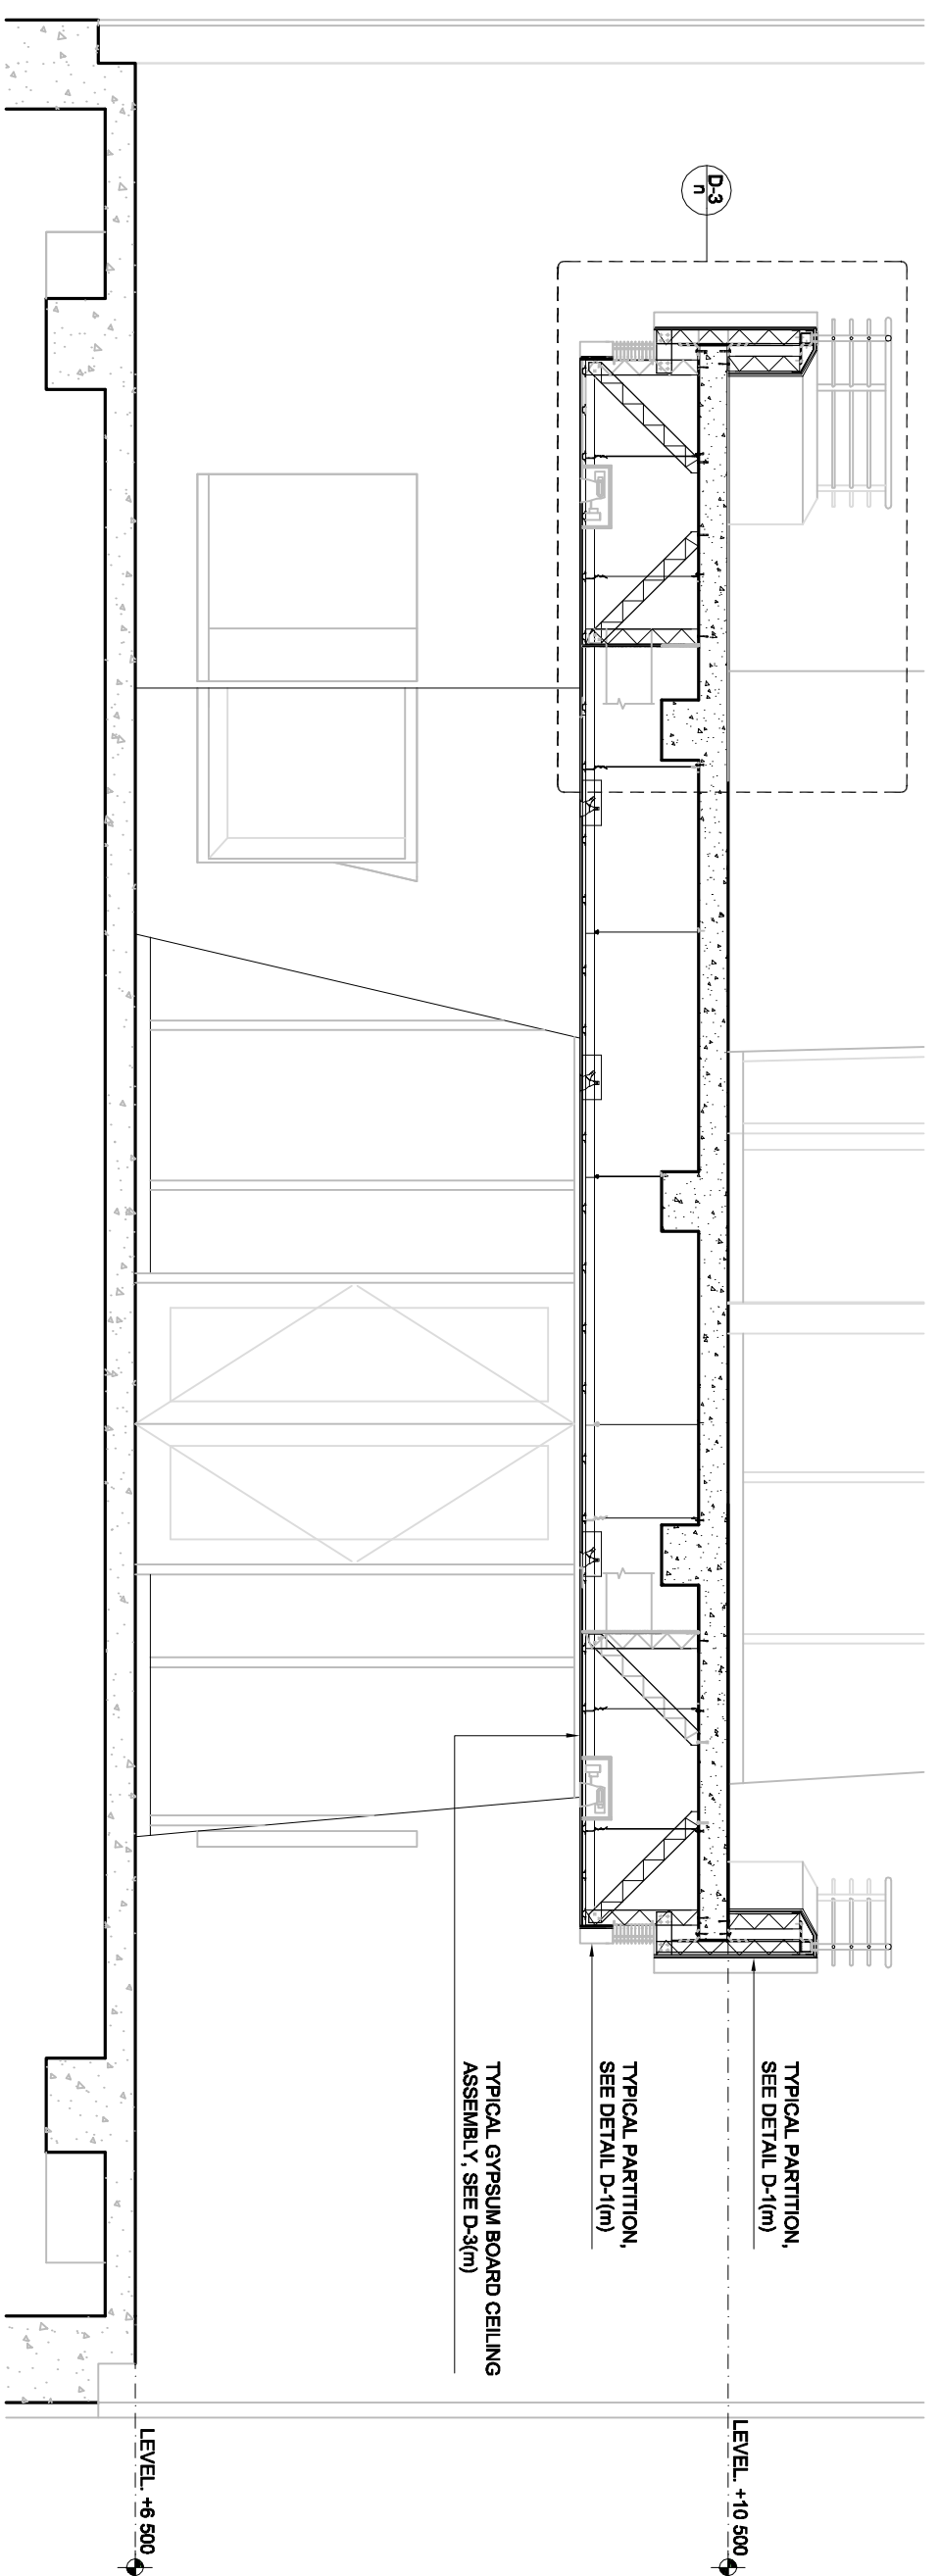 D-3
n
TYPICAL PARTITION,
SEE DETAIL D-1(m)
LEVEL. +10 500
TYPICAL PARTITION,
SEE DETAIL D-1(m)
TYPICAL GYPSUM BOARD CEILING
ASSEMBLY, SEE D-3(m)
LEVEL. +6 500